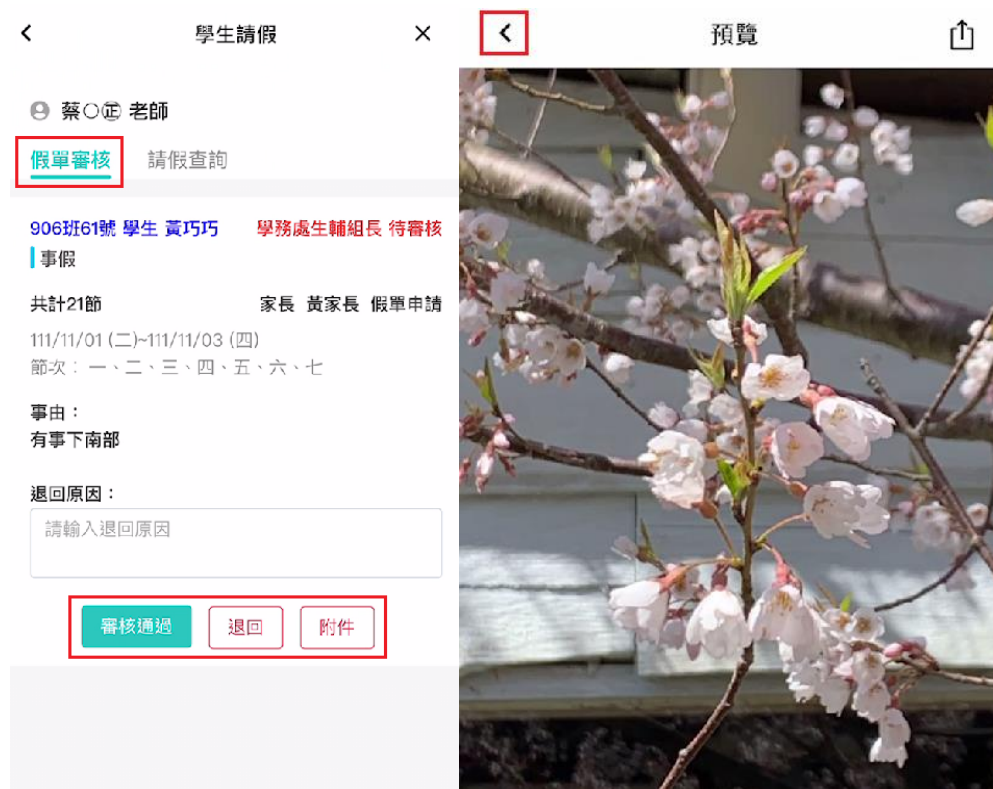 學生請假
蔡○正 老師
假單審核 請假查詢
906班61號 學生 黃巧巧 學務處生輔組長 待審核
事假
共計21節 家長 黃家長 假單申請
111/11/01 (二)~111/11/03 (四)
節次： 一、二、三、四、五、六、七
事由：
有事下南部
退回原因：
請輸入退回原因
審核通過 退回 附件
預覽